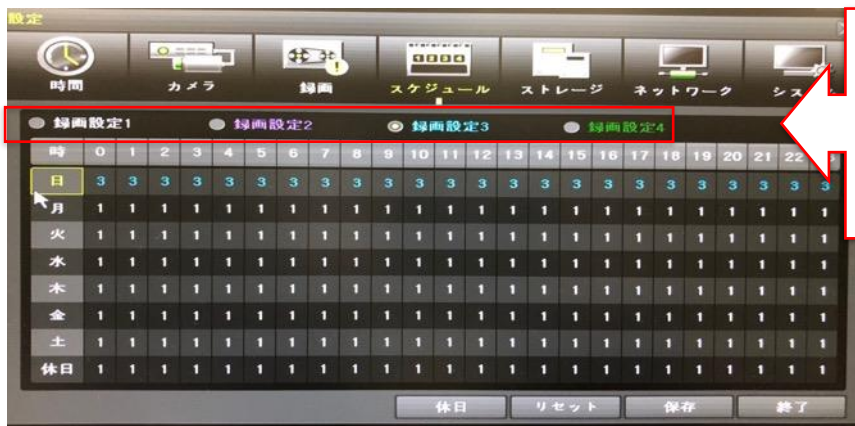 設定
時間 カメラ 録画 スケジュール ストレージ ネットワーク
録画設定1 録画設定2 録画設定3 録画設定4
時 0 1 2 3 4 5 6 7 8 9 10 11 12 13 14 15 16 17 18 19 20 21 22
日 3 3 3 3 3 3 3 3 3 3 3 3 3 3 3 3 3 3 3 3 3 3 3 3
月 1 1 1 1 1 1 1 1 1 1 1 1 1 1 1 1 1 1 1 1 1 1 1 1
火 1 1 1 1 1 1 1 1 1 1 1 1 1 1 1 1 1 1 1 1 1 1 1 1
水 1 1 1 1 1 1 1 1 1 1 1 1 1 1 1 1 1 1 1 1 1 1 1 1
木 1 1 1 1 1 1 1 1 1 1 1 1 1 1 1 1 1 1 1 1 1 1 1 1
金 1 1 1 1 1 1 1 1 1 1 1 1 1 1 1 1 1 1 1 1 1 1 1 1
土 1 1 1 1 1 1 1 1 1 1 1 1 1 1 1 1 1 1 1 1 1 1 1 1
休日 1 1 1 1 1 1 1 1 1 1 1 1 1 1 1 1 1 1 1 1 1 1 1 1
休日 リセット 保存 終了